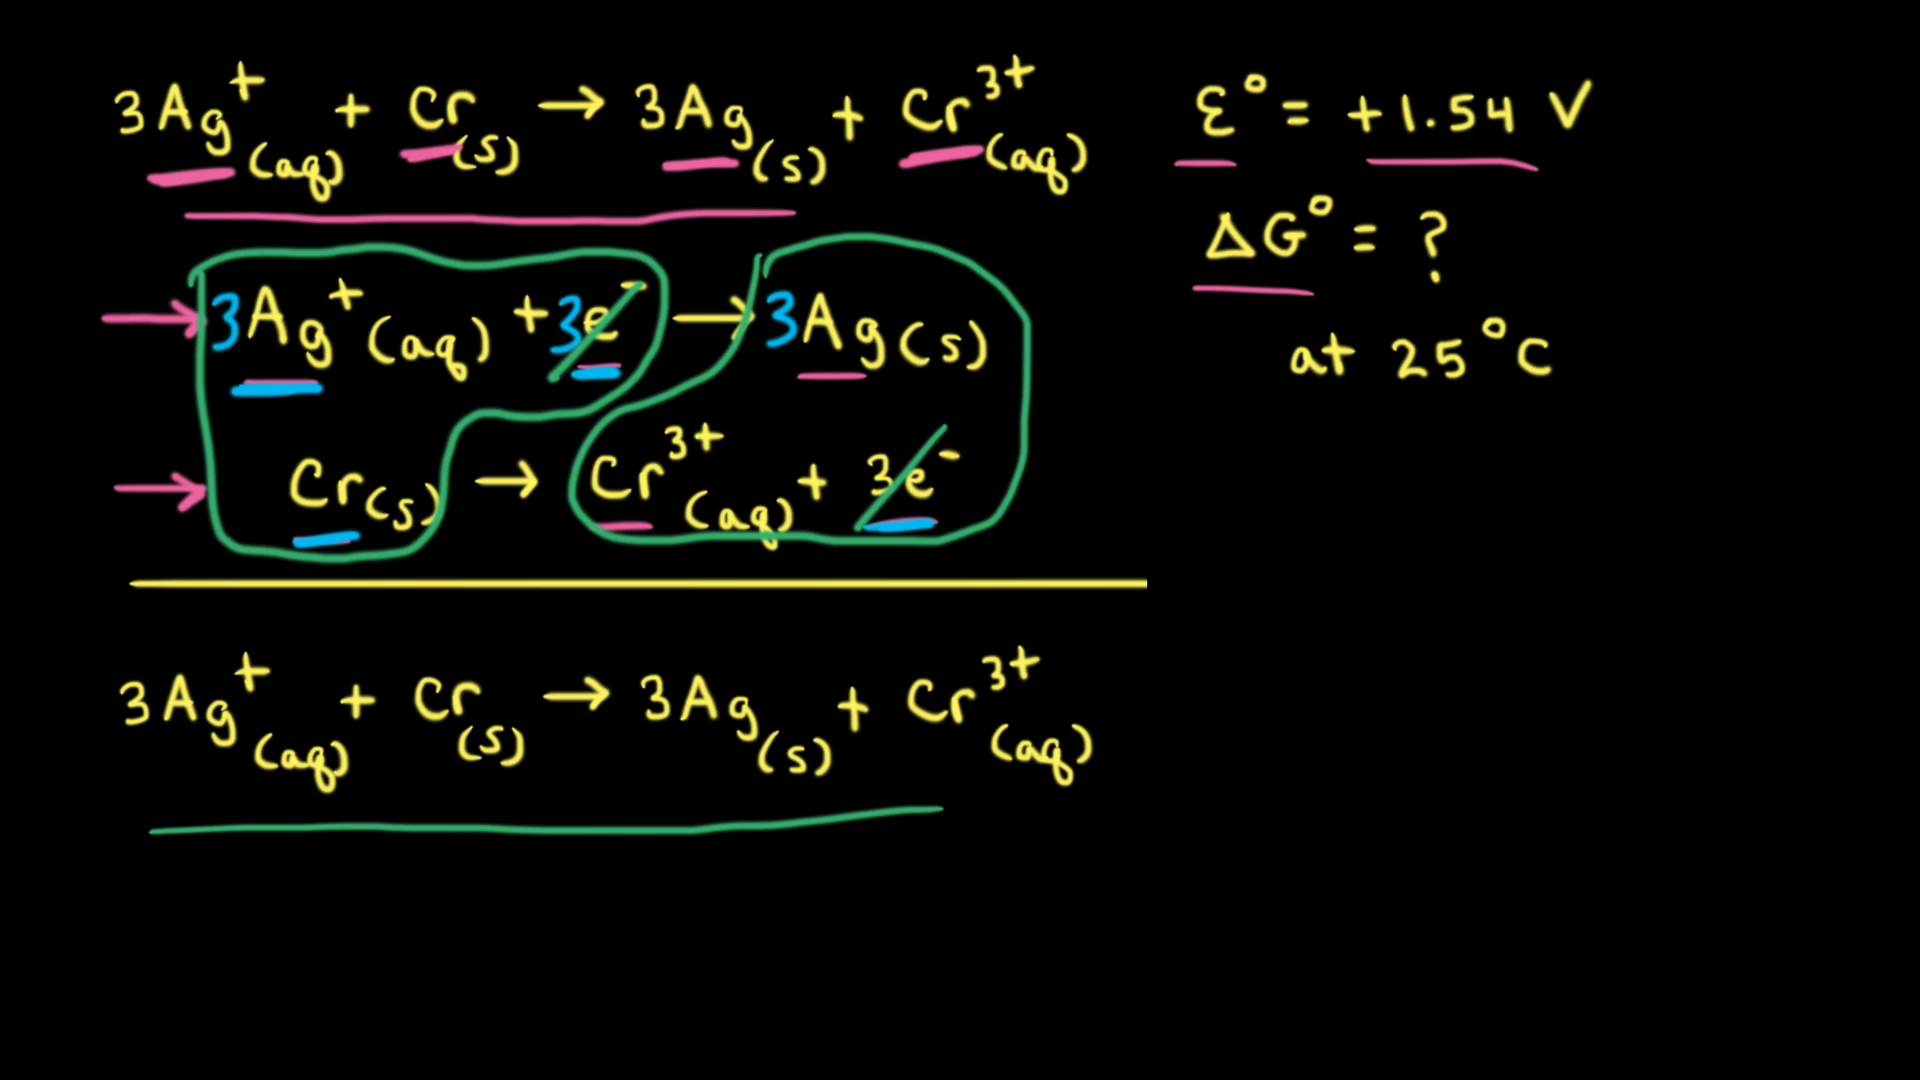 3Ag⁺(aq) + Cr(s) → 3Ag(s) + Cr³⁺(aq)
3Ag⁺(aq) + 3e⁻ → 3Ag(s)
Cr(s) → Cr³⁺(aq) + 3e⁻
3Ag⁺(aq) + Cr(s) → 3Ag(s) + Cr³⁺(aq)
Ɛ° = +1.54 V
ΔG° = ?
at 25°C